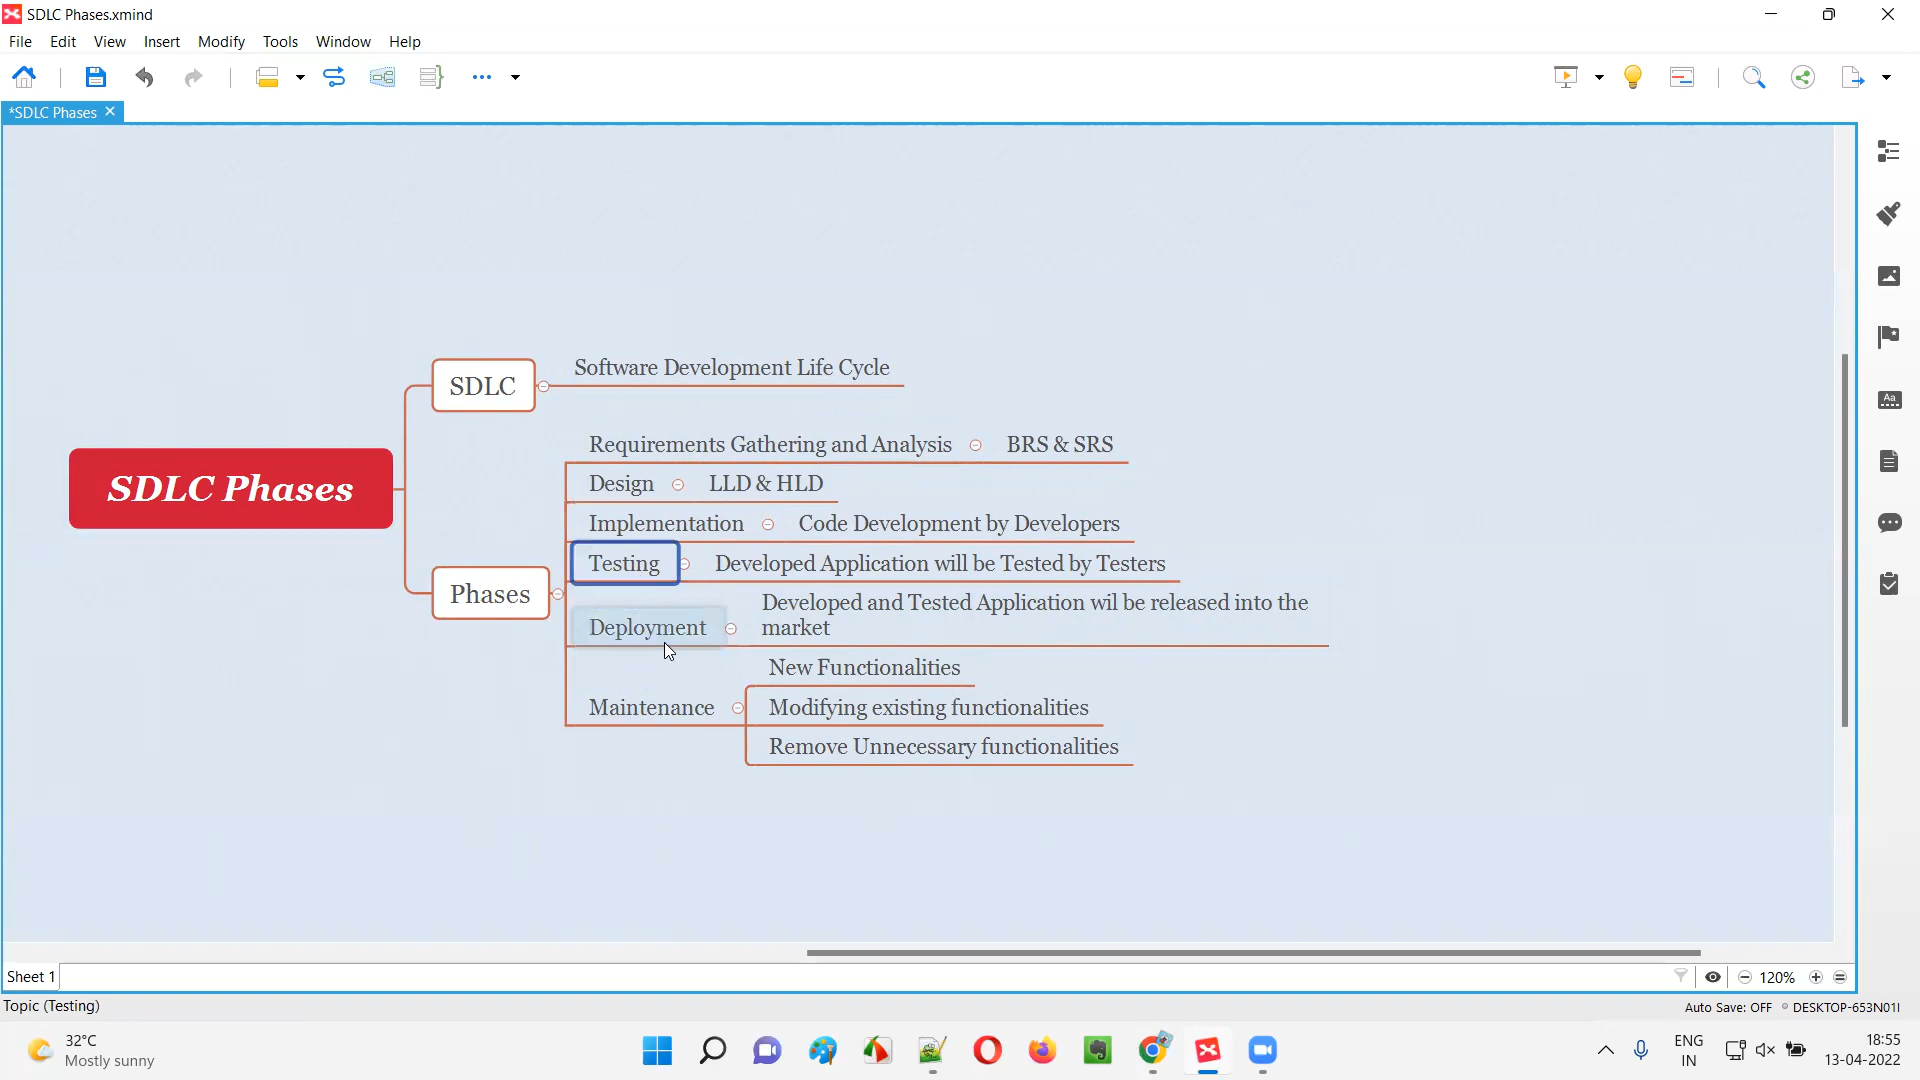 SDLC Phases.xmind
File Edit View Insert Modify Tools Window Help
*SDLC Phases
SDLC Phases
SDLC
Software Development Life Cycle
Phases
Requirements Gathering and Analysis BRS & SRS
Design LLD & HLD
Implementation Code Development by Developers
Testing Developed Application will be Tested by Testers
Deployment
Developed and Tested Application wil be released into the
market
Maintenance
New Functionalities
Modifying existing functionalities
Remove Unnecessary functionalities
Aa
Sheet 1
120%
Topic (Testing)
Auto Save: OFF DESKTOP-653N01I
32°C
Mostly sunny
ENG
IN
18:55
13-04-2022